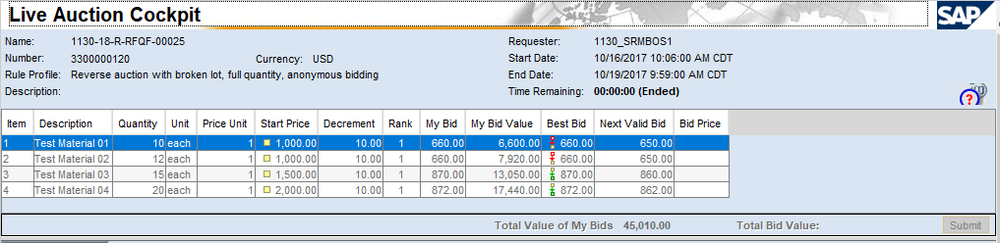 Live Auction Cockpit
SAP
Name: 1130-18-R-RFQF-00025 Requester: 1130_SRMBOS1
Number: 3300000120 Currency: USD Start Date: 10/16/2017 10:06:00 AM CDT
Rule Profile: Reverse auction with broken lot, full quantity, anonymous bidding End Date: 10/19/2017 9:59:00 AM CDT
Description: Time Remaining: 00:00:00 (Ended)
?
Item Description Quantity Unit Price Unit Start Price Decrement Rank My Bid My Bid Value Best Bid Next Valid Bid Bid Price
1 Test Material 01 10 each 1 1,000.00 10.00 1 660.00 6,600.00 660.00 650.00
2 Test Material 02 12 each 1 1,000.00 10.00 1 660.00 7,920.00 660.00 650.00
3 Test Material 03 15 each 1 1,500.00 10.00 1 870.00 13,050.00 870.00 860.00
4 Test Material 04 20 each 1 2,000.00 10.00 1 872.00 17,440.00 872.00 862.00
Total Value of My Bids 45,010.00 Total Bid Value: Submit